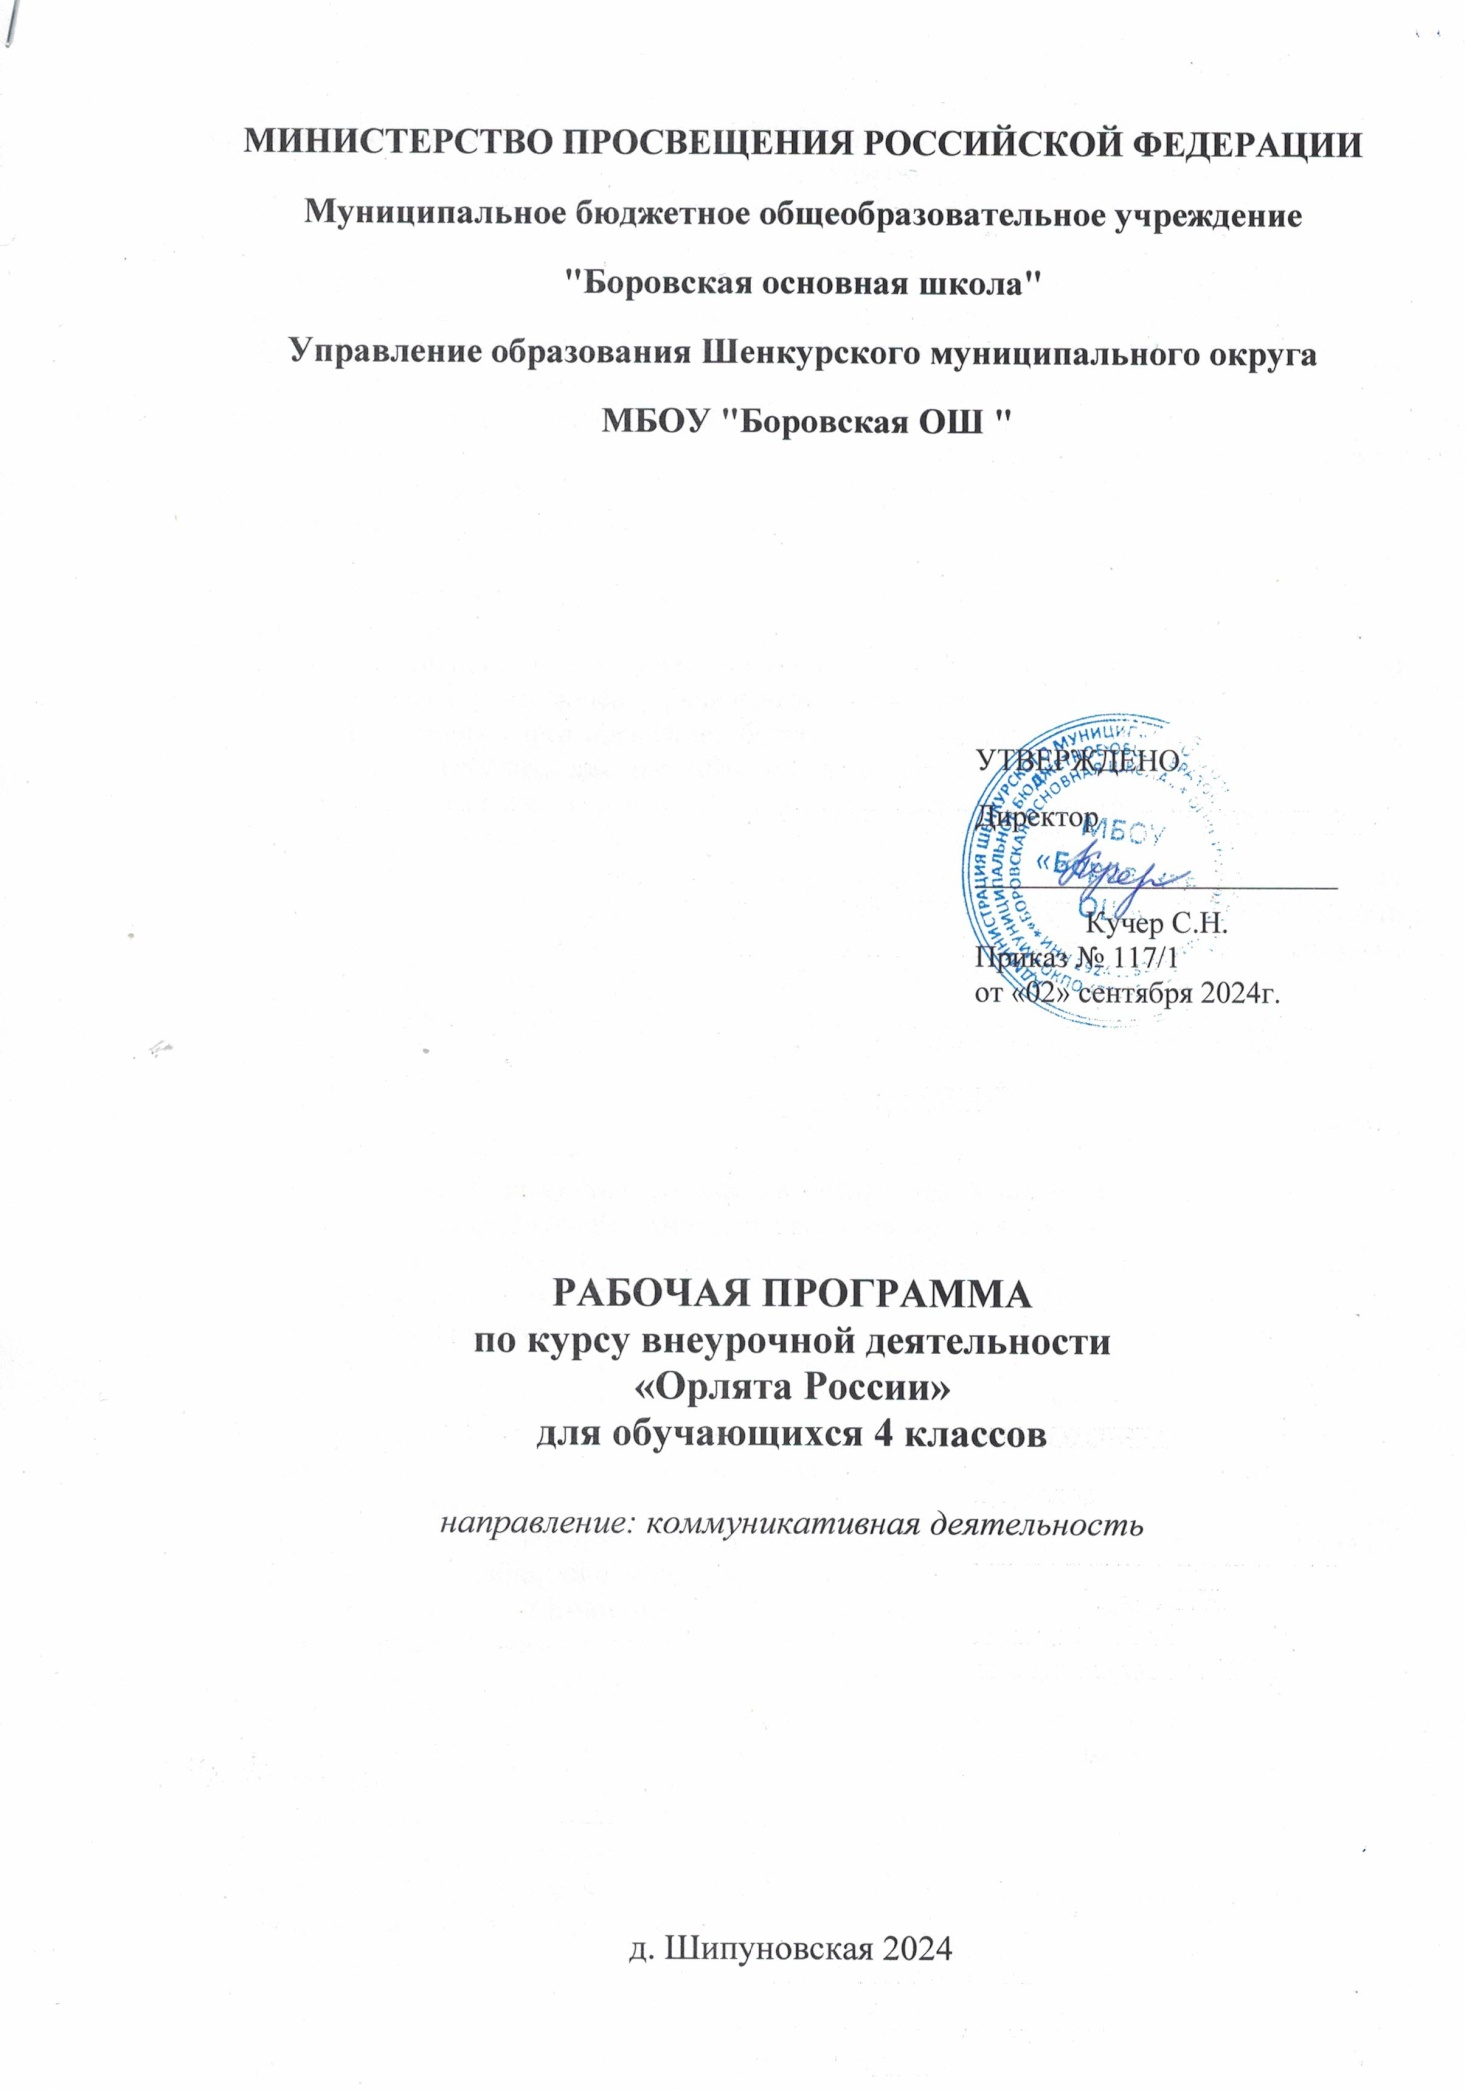 МИНИСТЕРСТВО ПРОСВЕЩЕНИЯ РОССИЙСКОЙ ФЕДЕРАЦИИ
Муниципальное бюджетное общеобразовательное учреждение
"Боровская основная школа"
Управление образования Шенкурского муниципального округа
МБОУ "Боровская ОШ "
УТВЕРЖДЕНО
Директор
МБОУ
Кучер С.Н.
Приказ № 117/1
от «02» сентября 2024г.
РАБОЧАЯ ПРОГРАММА
по курсу внеурочной деятельности
«Орлята России»
для обучающихся 4 классов
направление: коммуникативная деятельность
д. Шипуновская 2024